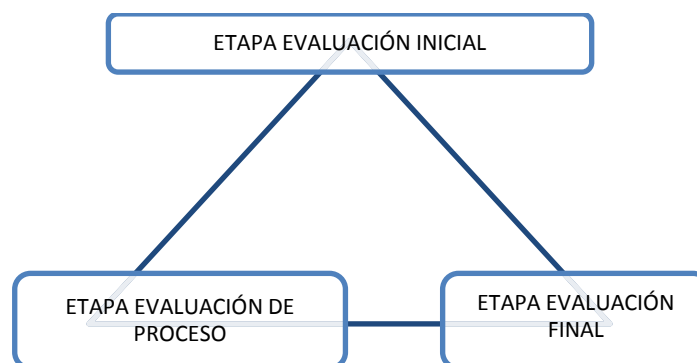 ETAPA EVALUACIÓN INICIAL
ETAPA EVALUACIÓN DE
PROCESO
ETAPA EVALUACIÓN
FINAL